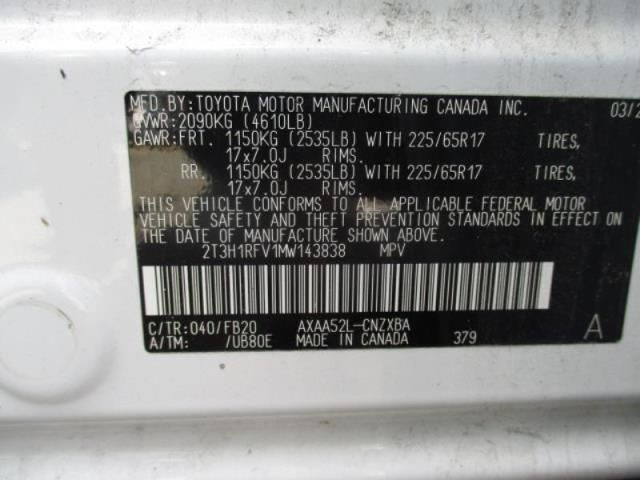 MFD.BY:TOYOTA MOTOR MANUFACTURING CANADA INC. 03/2
GVWR:2090KG (4610LB)
GAWR:FRT. 1150KG (2535LB) WITH 225/65R17 TIRES,
17x7.0J RIMS.
RR. 1150KG (2535LB) WITH 225/65R17 TIRES,
17x7.0J RIMS.
THIS VEHICLE CONFORMS TO ALL APPLICABLE FEDERAL MOTOR
VEHICLE SAFETY AND THEFT PREVENTION STANDARDS IN EFFECT ON
THE DATE OF MANUFACTURE SHOWN ABOVE.
2T3H1RFV1MW143838 MPV
C/TR:040/FB20 AXAA52L-CNZXBA A
A/TM: /UB80E MADE IN CANADA 379